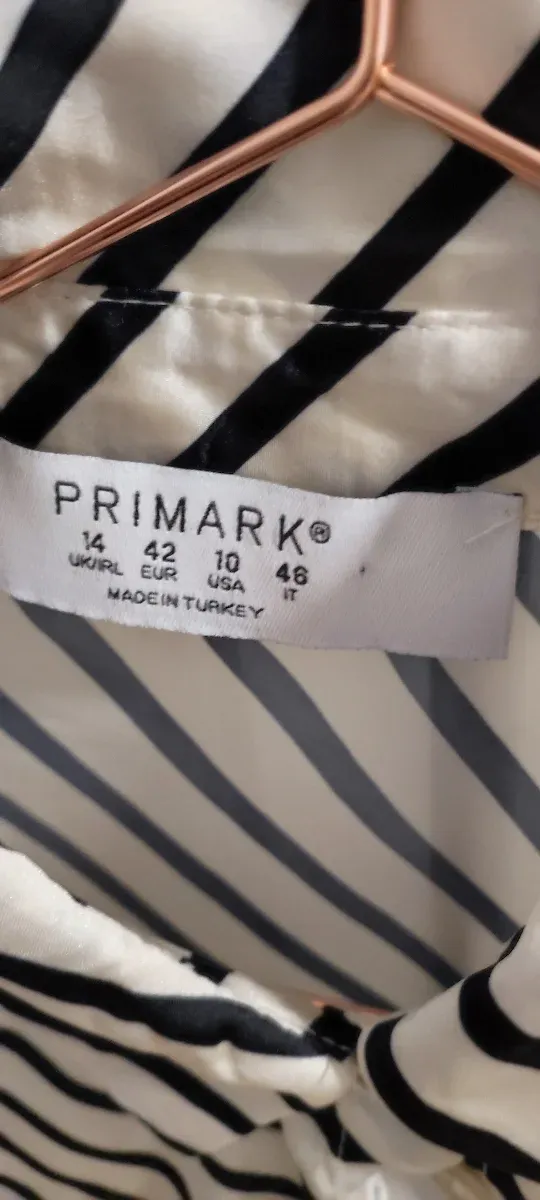 PRIMARK®
14 42 10 46
UK/IRL EUR USA IT
MADE IN TURKEY